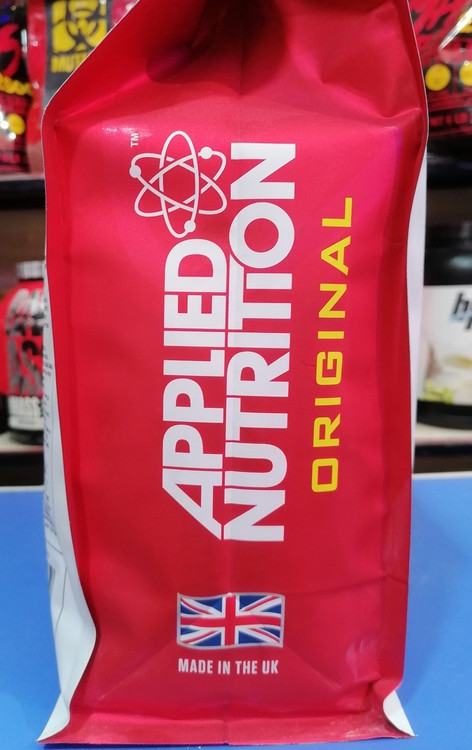 APPLIED
NUTRITION
TM
ORIGINAL
MADE IN THE UK